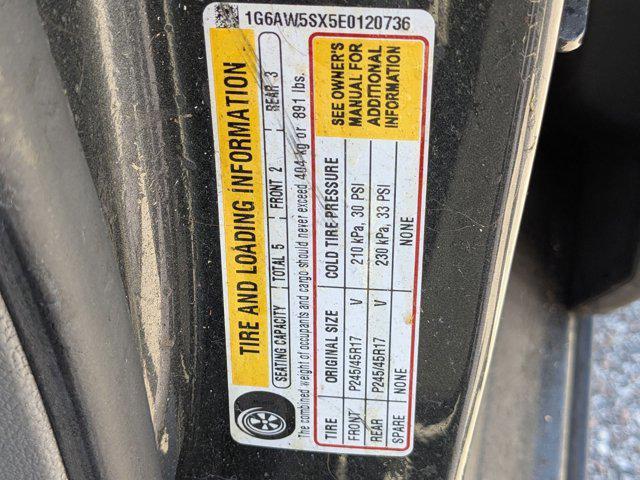 1G6AW5SX5E0120736
TIRE AND LOADING INFORMATION
SEATING CAPACITY TOTAL 5 FRONT 2 REAR 3
The combined weight of occupants and cargo should never exceed 404 kg or 891 lbs.
TIRE ORIGINAL SIZE COLD TIRE PRESSURE
FRONT P245/45R17 V 210 kPa, 30 PSI
REAR P245/45R17 V 230 kPa, 33 PSI
SPARE NONE NONE
SEE OWNER'S
MANUAL FOR
ADDITIONAL
INFORMATION